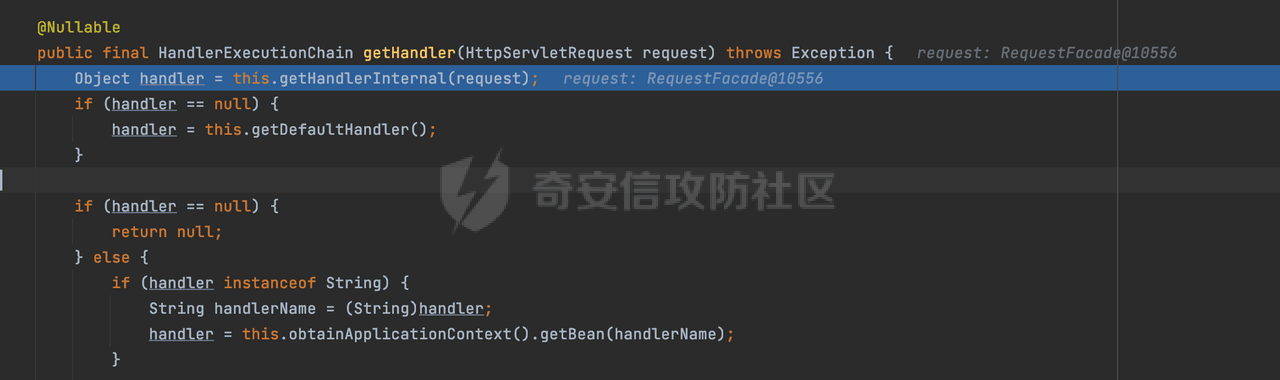 @Nullable
public final HandlerExecutionChain getHandler(HttpServletRequest request) throws Exception {  request: RequestFacade@10556
    Object handler = this.getHandlerInternal(request);  request: RequestFacade@10556
    if (handler == null) {
        handler = this.getDefaultHandler();
    }
奇安信攻防社区
    if (handler == null) {
        return null;
    } else {
        if (handler instanceof String) {
            String handlerName = (String)handler;
            handler = this.obtainApplicationContext().getBean(handlerName);
        }